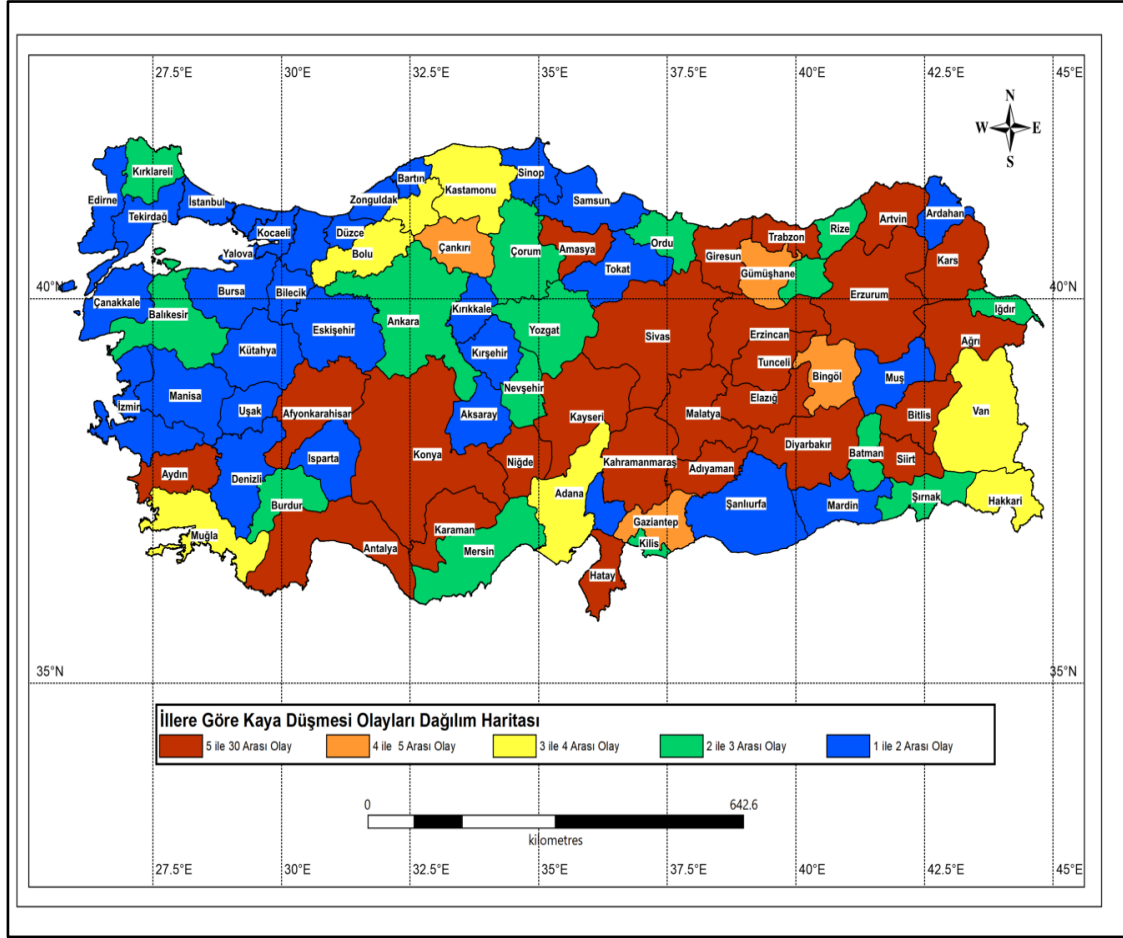 27.5°E 30°E 32.5°E 35°E 37.5°E 40°E 42.5°E 45°E
N
W E
S
Kırklareli
Edirne
Tekirdağ
İstanbul
Kocaeli
Yalova
Zonguldak
Bartın
Düzce
Bolu
Kastamonu
Sinop
Samsun
Çankırı
Çorum
Amasya
Tokat
Ordu
Giresun
Trabzon
Gümüşhane
Rize
Artvin
Ardahan
Kars
Erzurum
Iğdır
40°N
40°N
Çanakkale
Balıkesir
Bursa
Bilecik
Eskişehir
Kütahya
Ankara
Kırıkkale
Kırşehir
Yozgat
Sivas
Erzincan
Tunceli
Bingöl
Muş
Ağrı
Van
Bitlis
İzmir
Manisa
Uşak
Afyonkarahisar
Nevşehir
Aksaray
Kayseri
Malatya
Elazığ
Diyarbakır
Batman
Siirt
Aydın
Denizli
Isparta
Konya
Niğde
Kahramanmaraş
Adıyaman
Burdur
Muğla
Antalya
Karaman
Mersin
Adana
Gaziantep
Kilis
Şanlıurfa
Mardin
Şırnak
Hakkari
Hatay
35°N
35°N
İllere Göre Kaya Düşmesi Olayları Dağılım Haritası
5 ile 30 Arası Olay 4 ile 5 Arası Olay 3 ile 4 Arası Olay 2 ile 3 Arası Olay 1 ile 2 Arası Olay
0 642.6
kilometres
27.5°E 30°E 32.5°E 35°E 37.5°E 40°E 42.5°E 45°E